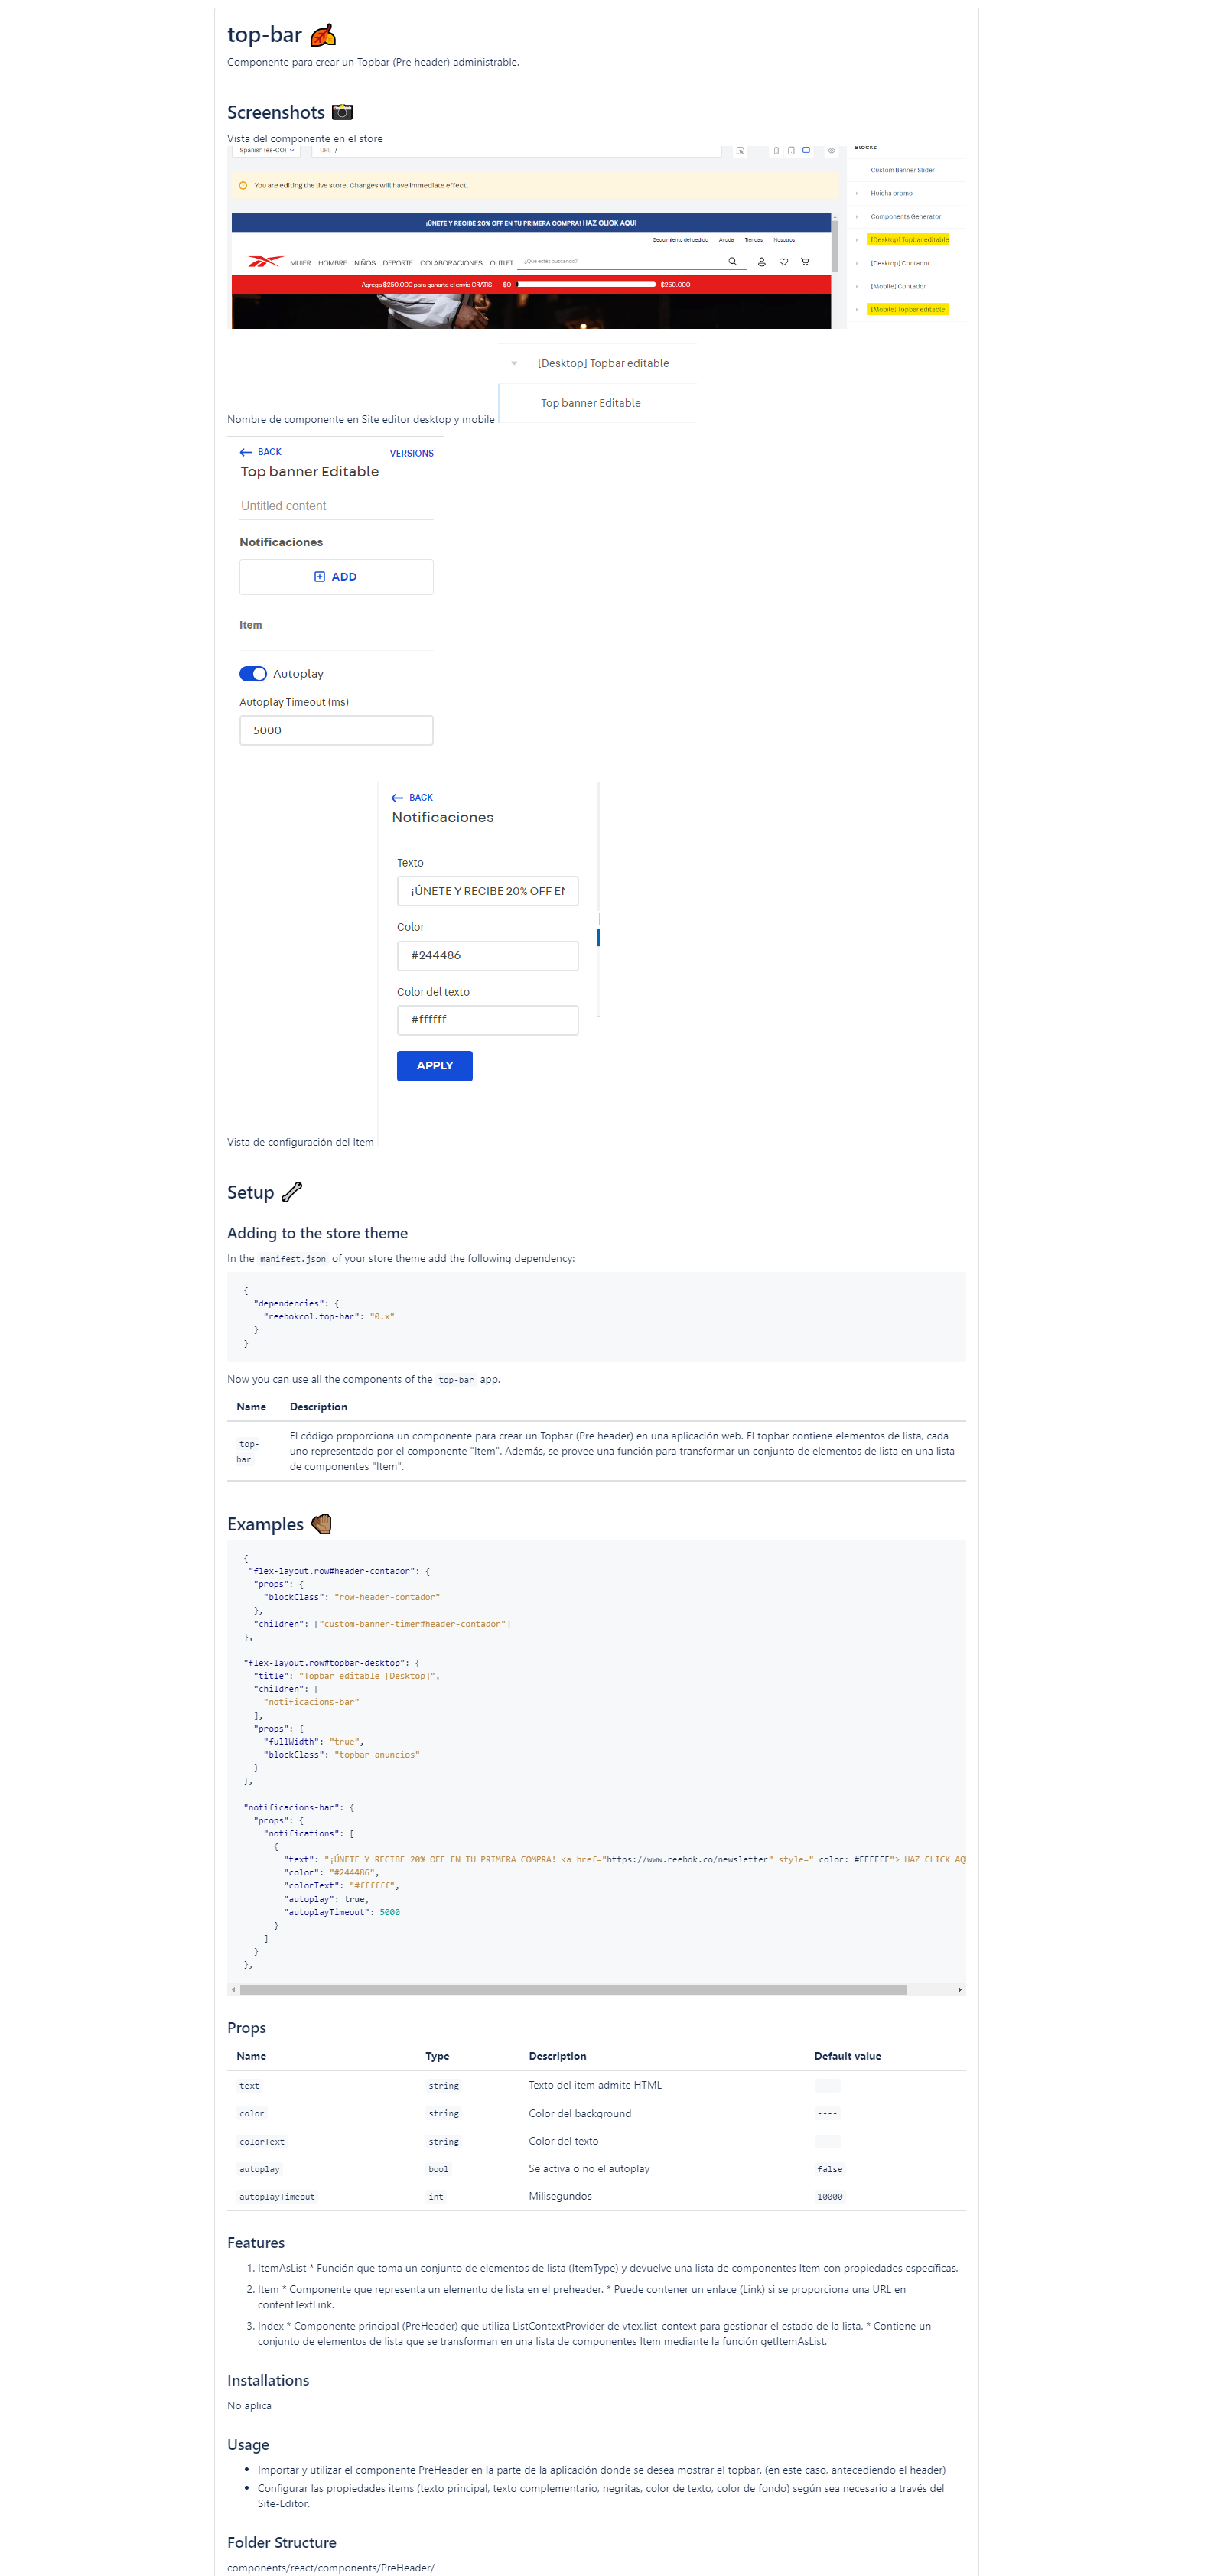 top-bar
Componente para crear un Topbar (Pre header) administrable.
Screenshots
Vista del componente en el store
Spanish (es-CO)
URL /
BLOCKS
Custom Banner Slider
You are editing the live store. Changes will have immediate effect.
Huicha promo
Components Generator
¡ÚNETE Y RECIBE 20% OFF EN TU PRIMERA COMPRA! HAZ CLICK AQUÍ
Seguimiento del pedido Ayuda Tiendas Nosotros
[Desktop] Topbar editable
MUJER HOMBRE NIÑOS DEPORTE COLABORACIONES OUTLET ¿Qué estás buscando?
[Desktop] Contador
Agrega $250.000 para ganarte el envío GRATIS $0 $250.000
[Mobile] Contador
[Mobile] Topbar editable
[Desktop] Topbar editable
Top banner Editable
Nombre de componente en Site editor desktop y mobile
BACK VERSIONS
Top banner Editable
Untitled content
Notificaciones
ADD
Item
Autoplay
Autoplay Timeout (ms)
5000
BACK
Notificaciones
Texto
¡ÚNETE Y RECIBE 20% OFF EN
Color
#244486
Color del texto
#ffffff
APPLY
Vista de configuración del Item
Setup
Adding to the store theme
In the manifest.json of your store theme add the following dependency:
{
"dependencies": {
"reebokcol.top-bar": "0.x"
}
}
Now you can use all the components of the top-bar app.
Name Description
top-bar El código proporciona un componente para crear un Topbar (Pre header) en una aplicación web. El topbar contiene elementos de lista, cada
uno representado por el componente "Item". Además, se provee una función para transformar un conjunto de elementos de lista en una lista
de componentes "Item".
Examples
{
"flex-layout.row#header-contador": {
"props": {
"blockClass": "row-header-contador"
},
"children": ["custom-banner-timer#header-contador"]
},
"flex-layout.row#topbar-desktop": {
"title": "Topbar editable [Desktop]",
"children": [
"notificacions-bar"
],
"props": {
"fullWidth": "true",
"blockClass": "topbar-anuncios"
}
},
"notificacions-bar": {
"props": {
"notifications": [
{
"text": "¡ÚNETE Y RECIBE 20% OFF EN TU PRIMERA COMPRA! <a href="https://www.reebok.co/newsletter" style=" color: #FFFFFF"> HAZ CLICK AQ
"color": "#244486",
"colorText": "#ffffff",
"autoplay": true,
"autoplayTimeout": 5000
}
]
}
},
Props
Name Type Description Default value
text string Texto del item admite HTML ----
color string Color del background ----
colorText string Color del texto ----
autoplay bool Se activa o no el autoplay false
autoplayTimeout int Milisegundos 10000
Features
1. ItemAsList * Función que toma un conjunto de elementos de lista (ItemType) y devuelve una lista de componentes Item con propiedades específicas.
2. Item * Componente que representa un elemento de lista en el preheader. * Puede contener un enlace (Link) si se proporciona una URL en
contentTextLink.
3. Index * Componente principal (PreHeader) que utiliza ListContextProvider de vtex.list-context para gestionar el estado de la lista. * Contiene un
conjunto de elementos de lista que se transforman en una lista de componentes Item mediante la función getItemAsList.
Installations
No aplica
Usage
• Importar y utilizar el componente PreHeader en la parte de la aplicación donde se desea mostrar el topbar. (en este caso, antecediendo el header)
• Configurar las propiedades items (texto principal, texto complementario, negritas, color de texto, color de fondo) según sea necesario a través del
Site-Editor.
Folder Structure
components/react/components/PreHeader/